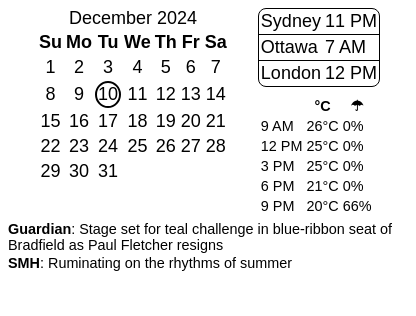 December 2024
Su Mo Tu We Th Fr Sa
1 2 3 4 5 6 7
8 9 10 11 12 13 14
15 16 17 18 19 20 21
22 23 24 25 26 27 28
29 30 31
Sydney 11 PM
Ottawa 7 AM
London 12 PM
°C ☂
9 AM 26°C 0%
12 PM 25°C 0%
3 PM 25°C 0%
6 PM 21°C 0%
9 PM 20°C 66%
Guardian: Stage set for teal challenge in blue-ribbon seat of
Bradfield as Paul Fletcher resigns
SMH: Ruminating on the rhythms of summer